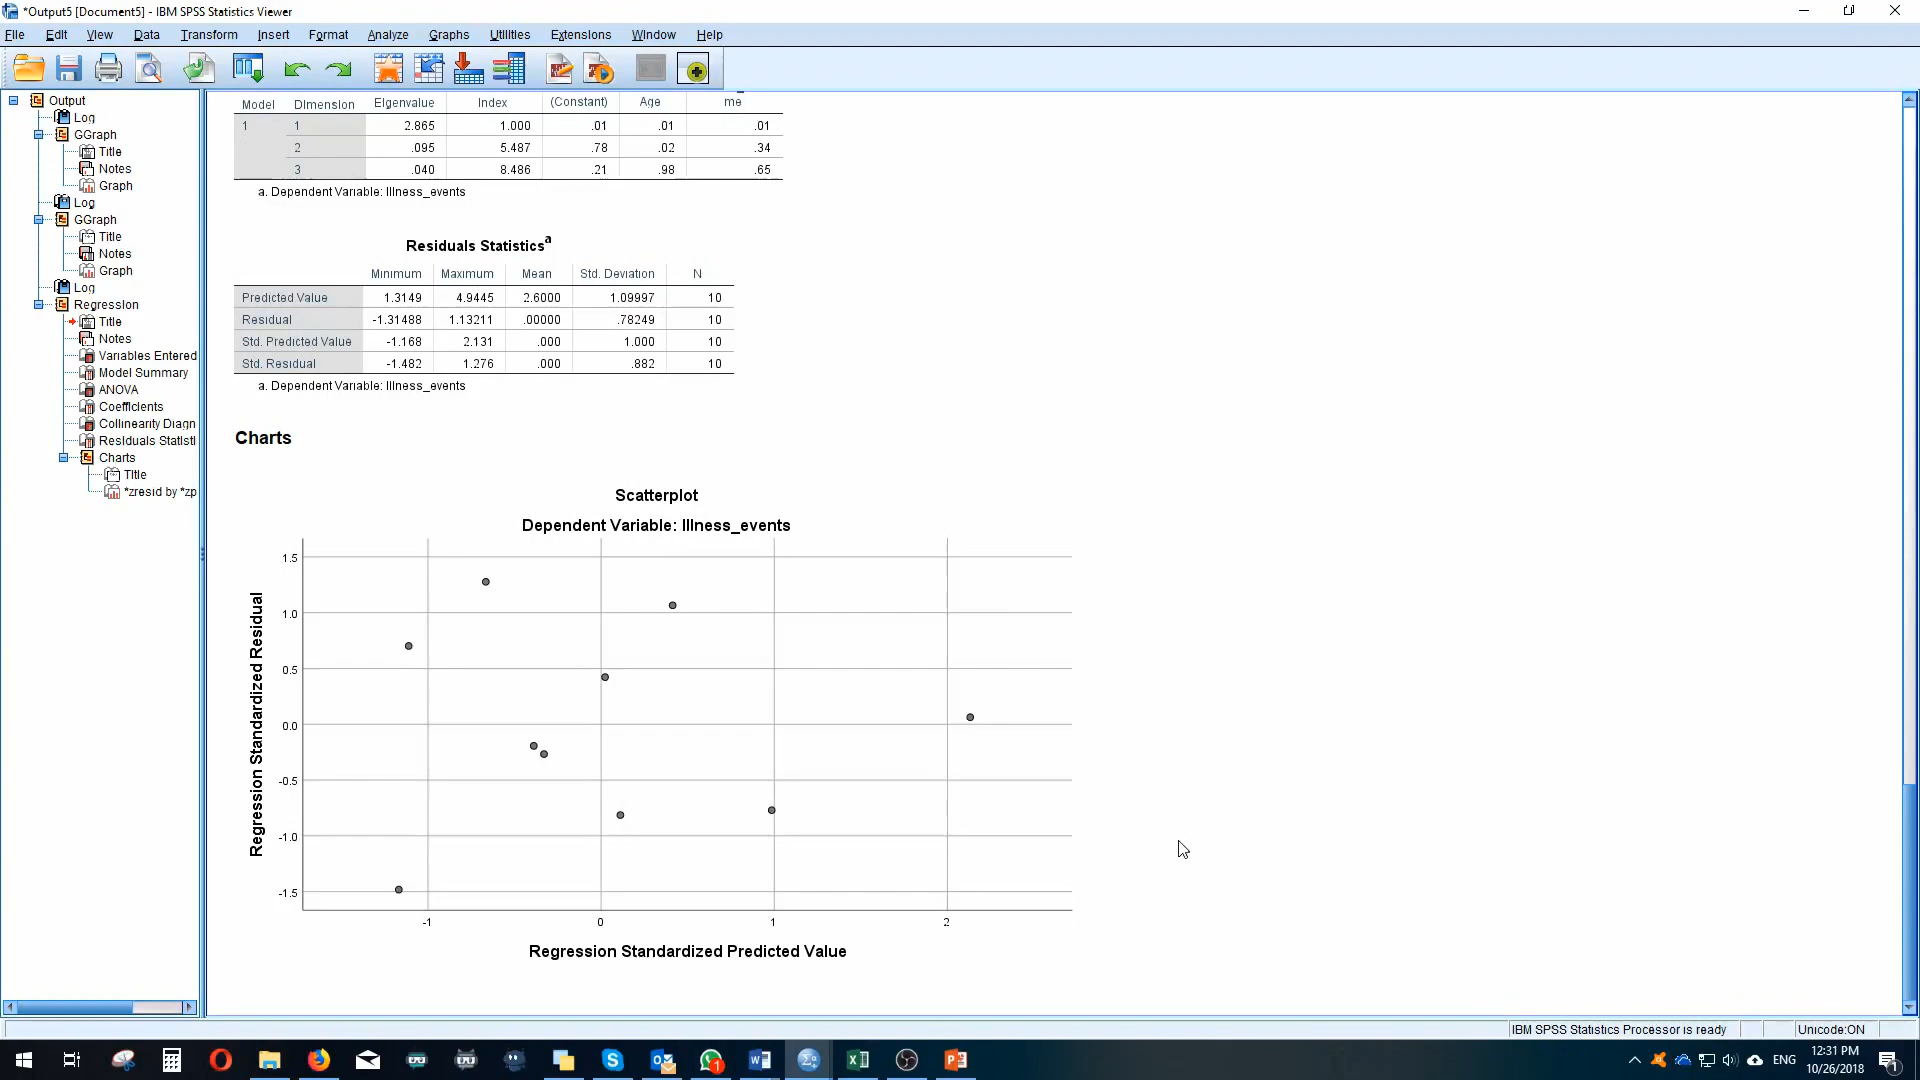 *Output5 [Document5] - IBM SPSS Statistics Viewer
File Edit View Data Transform Insert Format Analyze Graphs Utilities Extensions Window Help
Output
Log
GGraph
Title
Notes
Graph
Log
GGraph
Title
Notes
Graph
Log
Regression
Title
Notes
Variables Entered
Model Summary
ANOVA
Coefficients
Collinearity Diagn
Residuals Statisti
Charts
Title
*zresid by *zp
Model Dimension Eigenvalue Index (Constant) Age me
1 1 2.865 1.000 .01 .01 .01
2 .095 5.487 .78 .02 .34
3 .040 8.486 .21 .98 .65
a. Dependent Variable: Illness_events
Residuals Statisticsa
Minimum Maximum Mean Std. Deviation N
Predicted Value 1.3149 4.9445 2.6000 1.09997 10
Residual -1.31488 1.13211 .00000 .78249 10
Std. Predicted Value -1.168 2.131 .000 1.000 10
Std. Residual -1.482 1.276 .000 .882 10
a. Dependent Variable: Illness_events
Charts
Scatterplot
Dependent Variable: Illness_events
Regression Standardized Residual
1.5
1.0
0.5
0.0
-0.5
-1.0
-1.5
-1 0 1 2
Regression Standardized Predicted Value
IBM SPSS Statistics Processor is ready Unicode:ON
ENG
12:31 PM
10/26/2018